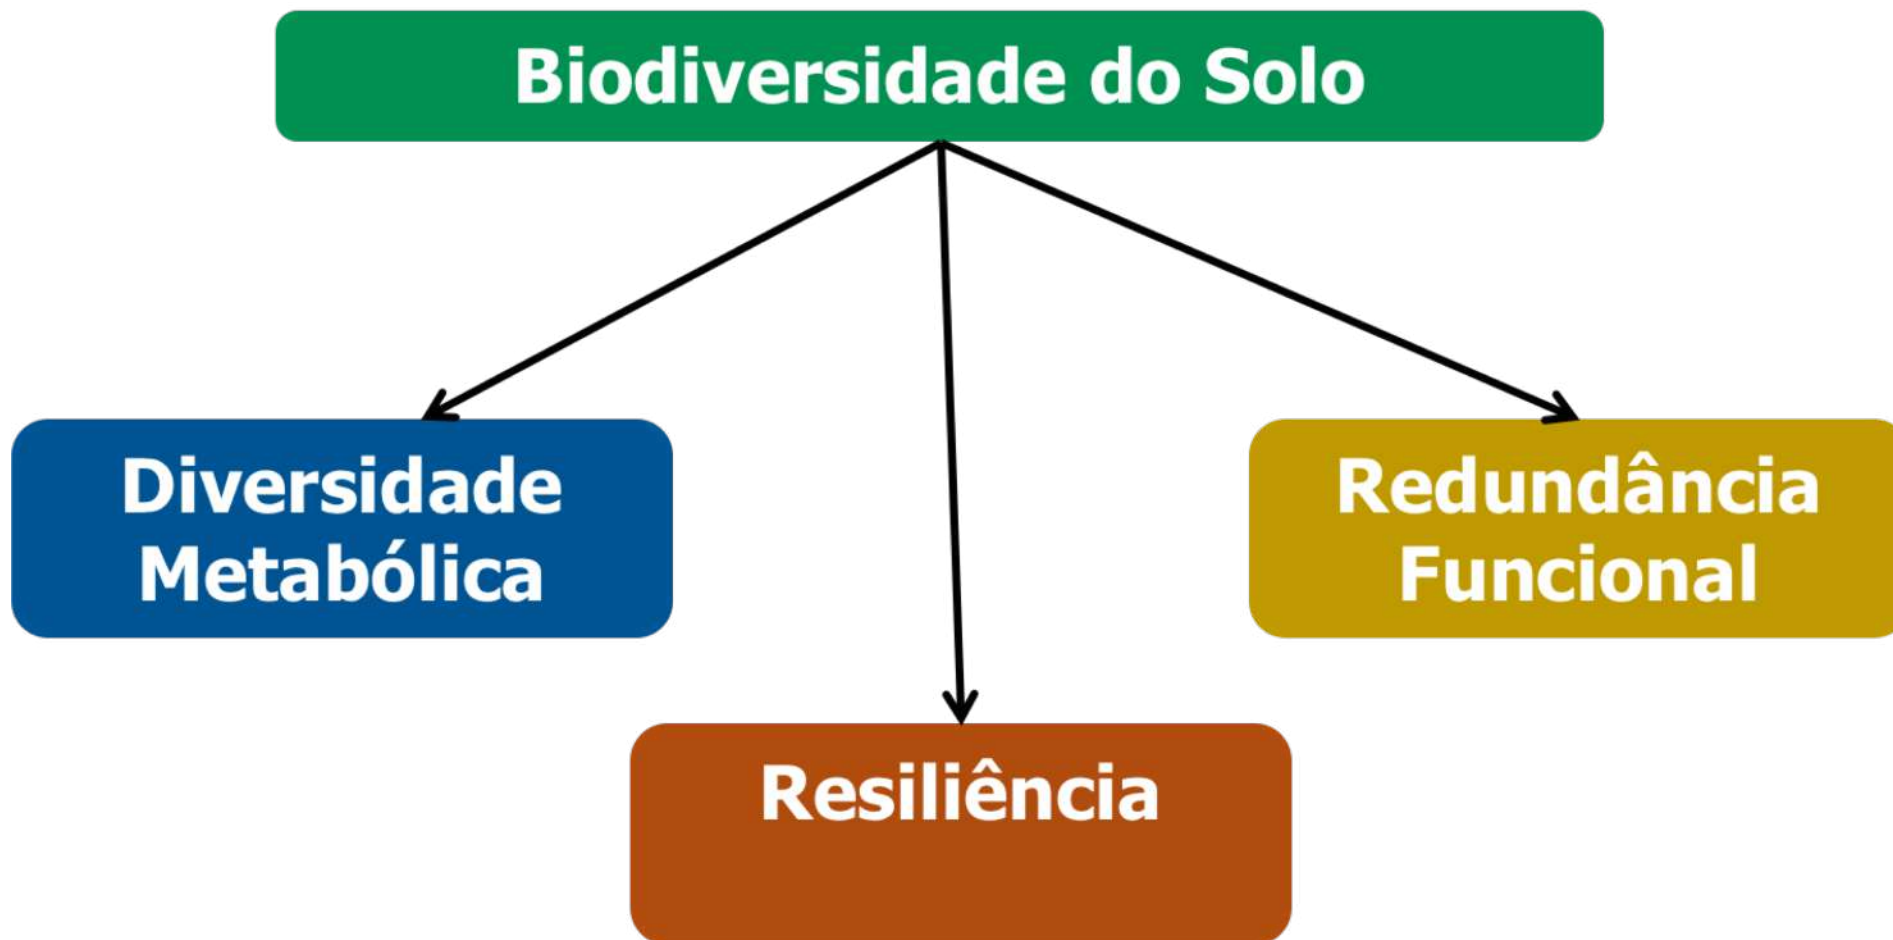 Biodiversidade do Solo
Diversidade
Metabólica
Redundância
Funcional
Resiliência